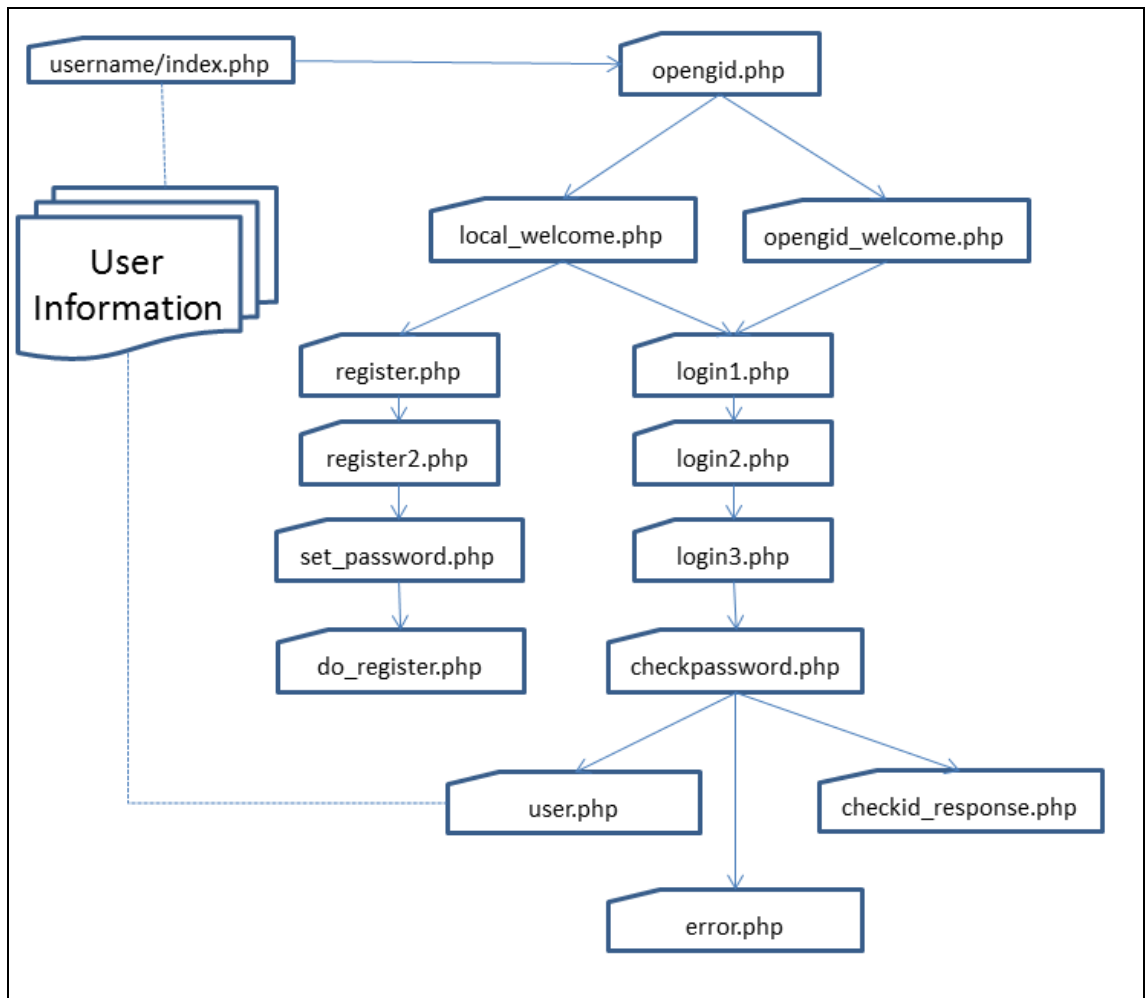 username/index.php
opengid.php
User
Information
local_welcome.php
opengid_welcome.php
register.php
login1.php
register2.php
login2.php
set_password.php
login3.php
do_register.php
checkpassword.php
user.php
checkid_response.php
error.php